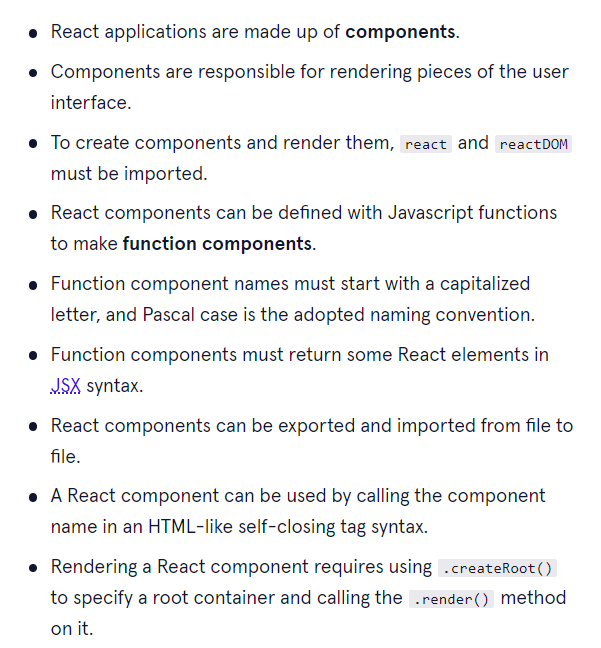 React applications are made up of components.
Components are responsible for rendering pieces of the user
interface.
To create components and render them, react and reactDOM
must be imported.
React components can be defined with Javascript functions
to make function components.
Function component names must start with a capitalized
letter, and Pascal case is the adopted naming convention.
Function components must return some React elements in
JSX syntax.
React components can be exported and imported from file to
file.
A React component can be used by calling the component
name in an HTML-like self-closing tag syntax.
Rendering a React component requires using .createRoot()
to specify a root container and calling the .render() method
on it.